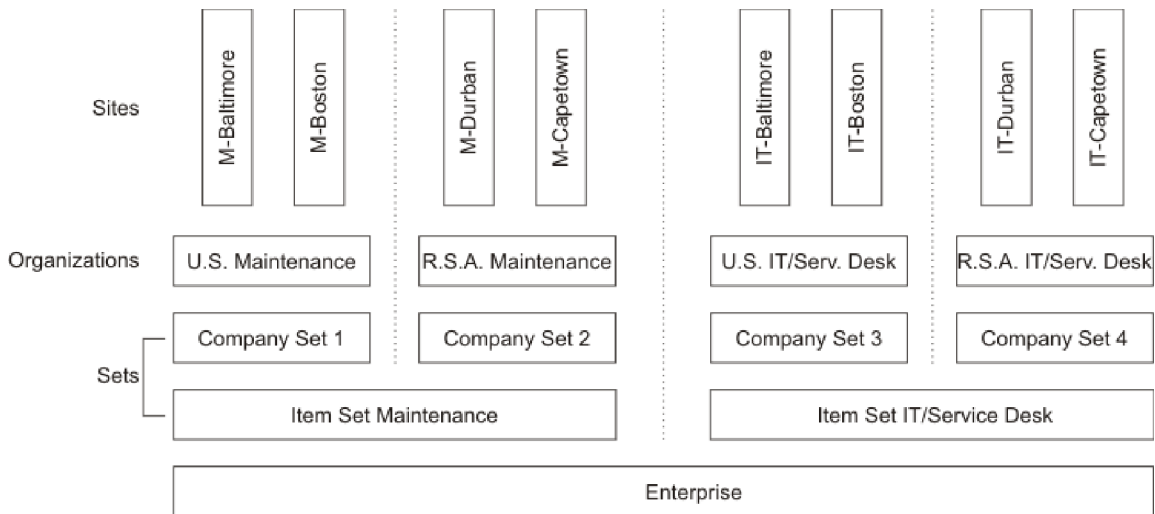 Sites
M-Baltimore
M-Boston
M-Durban
M-Capetown
IT-Baltimore
IT-Boston
IT-Durban
IT-Capetown
Organizations
U.S. Maintenance
R.S.A. Maintenance
U.S. IT/Serv. Desk
R.S.A. IT/Serv. Desk
Sets
Company Set 1
Company Set 2
Company Set 3
Company Set 4
Item Set Maintenance
Item Set IT/Service Desk
Enterprise